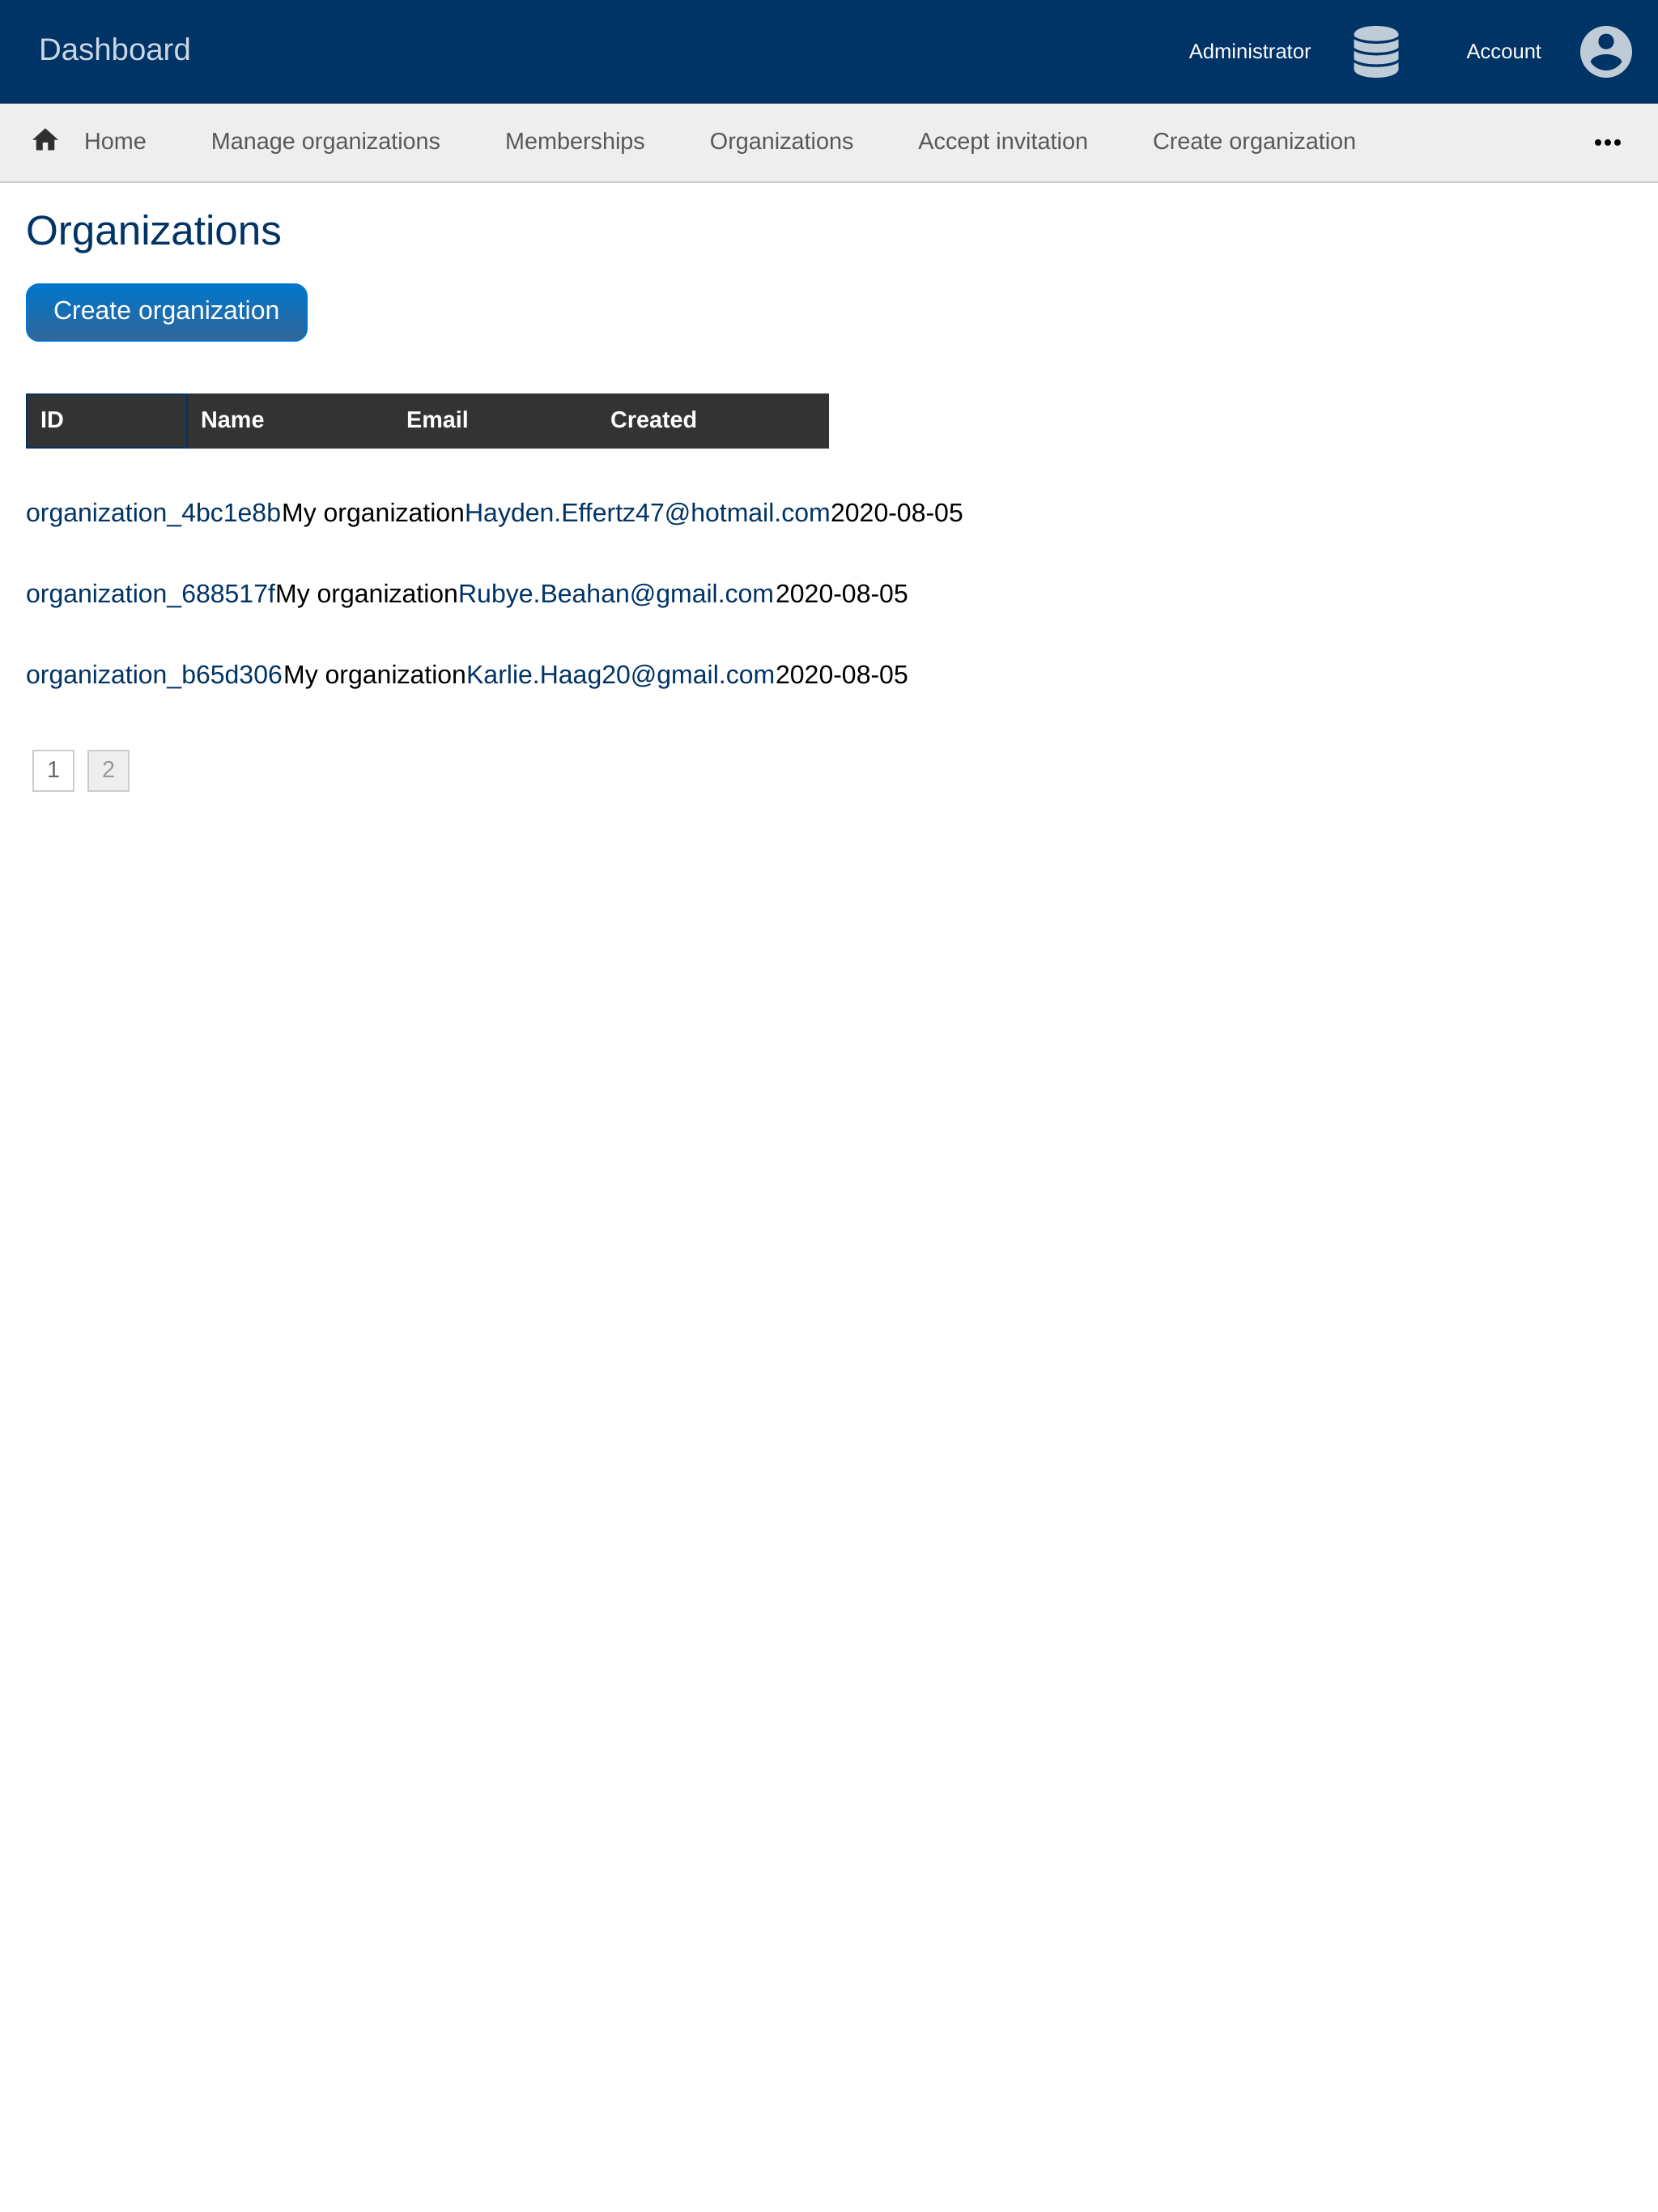 Dashboard Administrator Account
Home Manage organizations Memberships Organizations Accept invitation Create organization •••
Organizations
Create organization
ID Name Email Created
organization_4bc1e8bMy organizationHayden.Effertz47@hotmail.com2020-08-05
organization_688517fMy organizationRubye.Beahan@gmail.com2020-08-05
organization_b65d306My organizationKarlie.Haag20@gmail.com2020-08-05
1 2